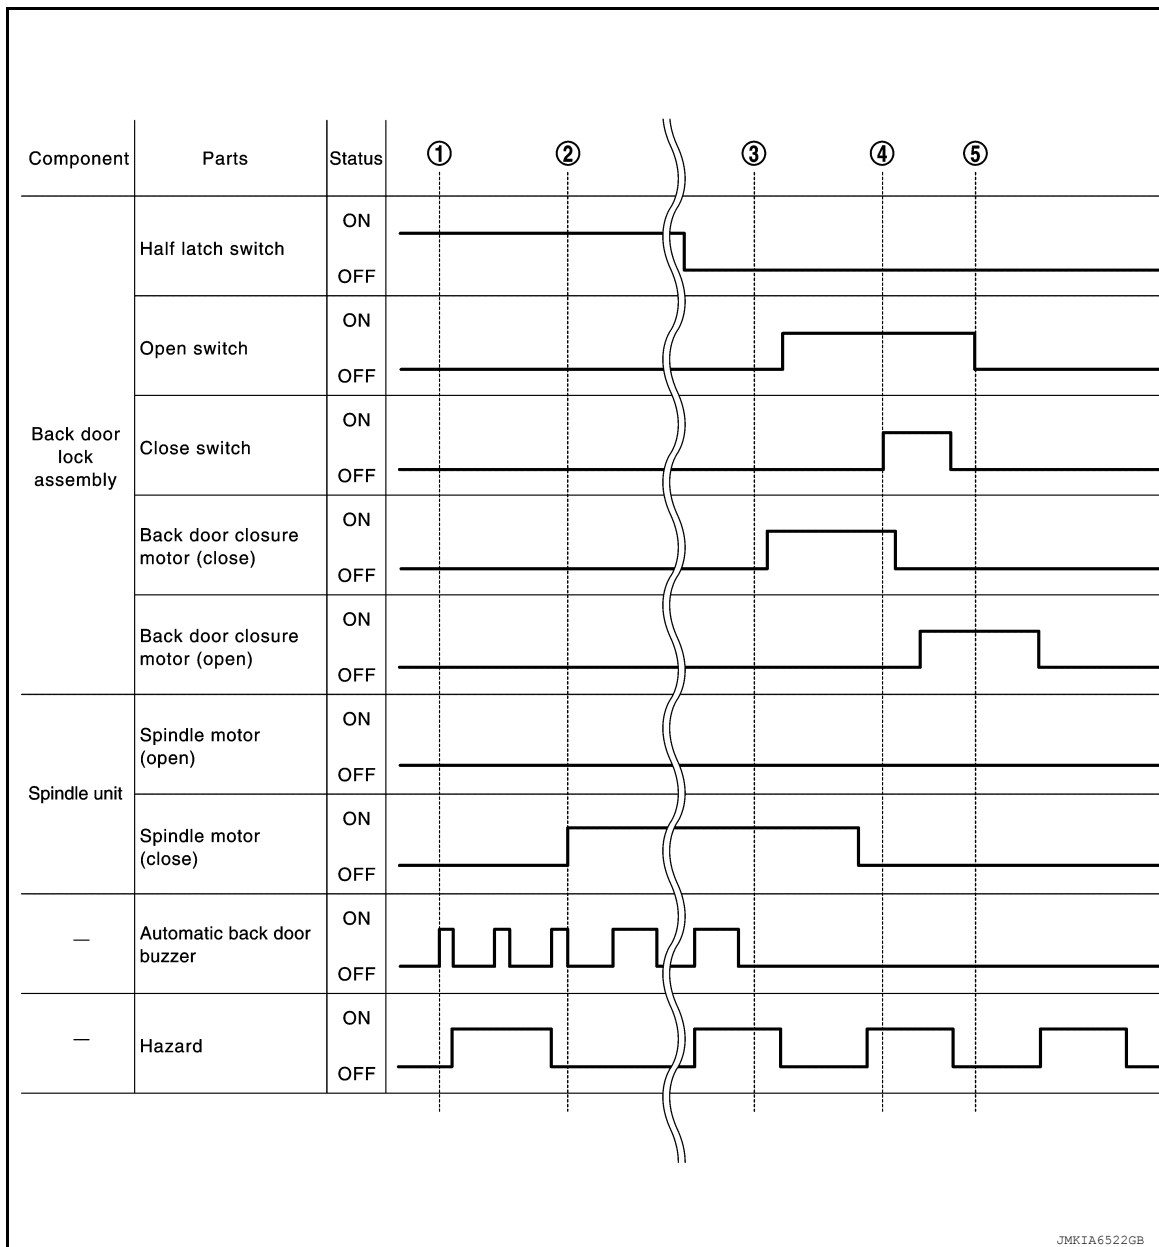 Component Parts Status ① ② ③ ④ ⑤
Back door
lock
assembly
Half latch switch
ON
OFF
Open switch
ON
OFF
Close switch
ON
OFF
Back door closure
motor (close)
ON
OFF
Back door closure
motor (open)
ON
OFF
Spindle unit
Spindle motor
(open)
ON
OFF
Spindle motor
(close)
ON
OFF
—
Automatic back door
buzzer
ON
OFF
—
Hazard
ON
OFF
JMKIA6522GB